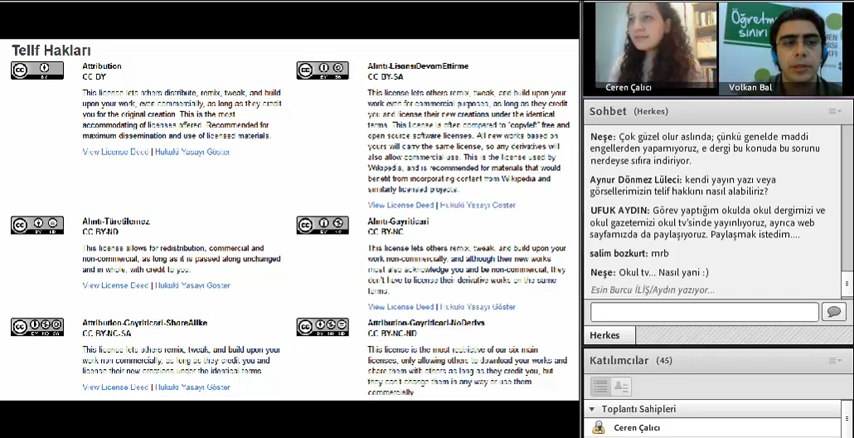 Telif Hakları
Attribution
CC BY
This license lets others distribute, remix, tweak, and build
upon your work, even commercially, as long as they credit
you for the original creation. This is the most
accommodating of licenses offered. Recommended for
maximum dissemination and use of licensed materials.
View License Deed | Hukuki Yasayı Göster
Alıntı-LisansDevamEttirme
CC BY-SA
This license lets others remix, tweak, and build upon your
work even for commercial purposes, as long as they credit
you and license their new creations under the identical
terms. This license is often compared to “copyleft” free and
open source software licenses. All new works based on
yours will carry the same license, so any derivatives will
also allow commercial use. This is the license used by
Wikipedia, and is recommended for materials that would
benefit from incorporating content from Wikipedia and
similarly licensed projects.
View License Deed | Hukuki Yasayı Göster
Alıntı-Türetilemez
CC BY-ND
This license allows for redistribution, commercial and
non-commercial, as long as it is passed along unchanged
and in whole, with credit to you.
View License Deed | Hukuki Yasayı Göster
Alıntı-Gayriticari
CC BY-NC
This license lets others remix, tweak, and build upon your
work non-commercially, and although their new works
must also acknowledge you and be non-commercial, they
don’t have to license their derivative works on the same
terms.
View License Deed | Hukuki Yasayı Göster
Attribution-Gayriticari-ShareAlike
CC BY-NC-SA
This license lets others remix, tweak, and build upon your
work non-commercially, as long as they credit you and
license their new creations under the identical terms.
View License Deed | Hukuki Yasayı Göster
Attribution-Gayriticari-NoDerivs
CC BY-NC-ND
This license is the most restrictive of our six main
licenses, only allowing others to download your works and
share them with others as long as they credit you, but
they can’t change them in any way or use them
commercially.
Öğretm
sınırı
Ceren Çalıcı
Volkan Bal
Sohbet (Herkes)
Neşe: Çok güzel olur aslında; çünkü genelde maddi
engellerden yapamıyoruz, e dergi bu konuda bu sorunu
nerdeyse sıfıra indiriyor.
Aynur Dönmez Lüleci: kendi yayın yazı veya
görsellerimizin telif hakkını nasıl alabiliriz?
UFUK AYDIN: Görev yaptığım okulda okul dergimizi ve
okul gazetemizi okul tv'sinde yayınlıyoruz, ayrıca web
sayfamızda da paylaşıyoruz. Paylaşmak istedim....
salim bozkurt: mrb
Neşe: Okul tv... Nasıl yani :)
Esin Burcu İLİŞ/Aydın yazıyor...
Herkes
Katılımcılar (45)
Toplantı Sahipleri
Ceren Çalıcı